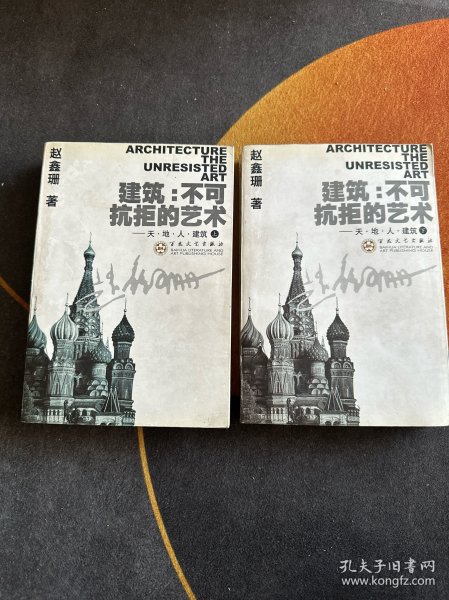 赵鑫珊 著
ARCHITECTURE
THE
UNRESISTED
ART
建筑：不可
抗拒的艺术
——天·地·人·建筑 上
百花文艺出版社
BAIHUA LITERATURE AND
ART PUBLISHING HOUSE
赵鑫珊 著
ARCHITECTURE
THE
UNRESISTED
ART
建筑：不可
抗拒的艺术
——天·地·人·建筑 下
百花文艺出版社
BAIHUA LITERATURE AND
ART PUBLISHING HOUSE
孔夫子旧书网
www.kongfz.com